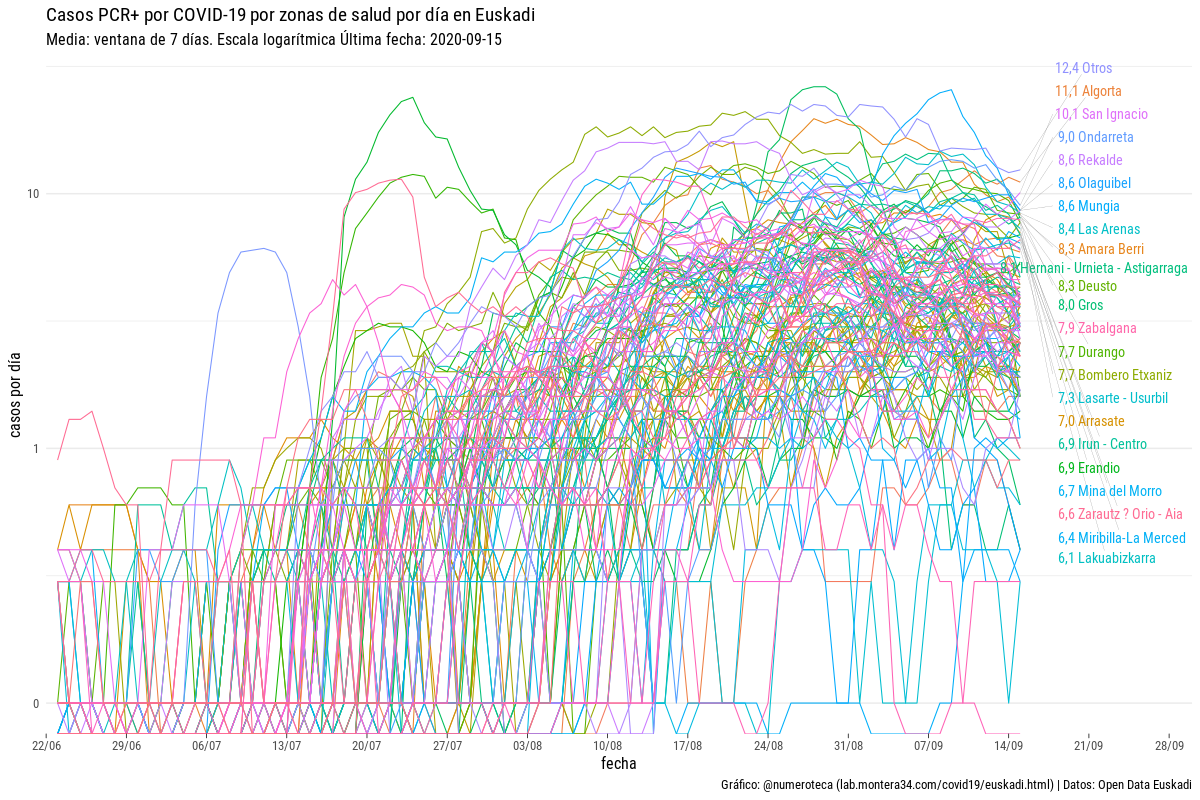 Casos PCR+ por COVID-19 por zonas de salud por día en Euskadi
Media: ventana de 7 días. Escala logarítmica Última fecha: 2020-09-15
12,4 Otros
11,1 Algorta
10,1 San Ignacio
9,0 Ondarreta
8,6 Rekalde
8,6 Olaguibel
8,6 Mungia
8,4 Las Arenas
8,3 Amara Berri
Hernani - Urnieta - Astigarraga
8,3 Deusto
8,0 Gros
7,9 Zabalgana
7,7 Durango
7,7 Bombero Etxaniz
7,3 Lasarte - Usurbil
7,0 Arrasate
6,9 Irun - Centro
6,9 Erandio
6,7 Mina del Morro
6,6 Zarautz ? Orio - Aia
6,4 Miribilla-La Merced
6,1 Lakuabizkarra
casos por día
10
1
0
22/06 29/06 06/07 13/07 20/07 27/07 03/08 10/08 17/08 24/08 31/08 07/09 14/09 21/09 28/09
fecha
Gráfico: @numeroteca (lab.montera34.com/covid19/euskadi.html) | Datos: Open Data Euskadi